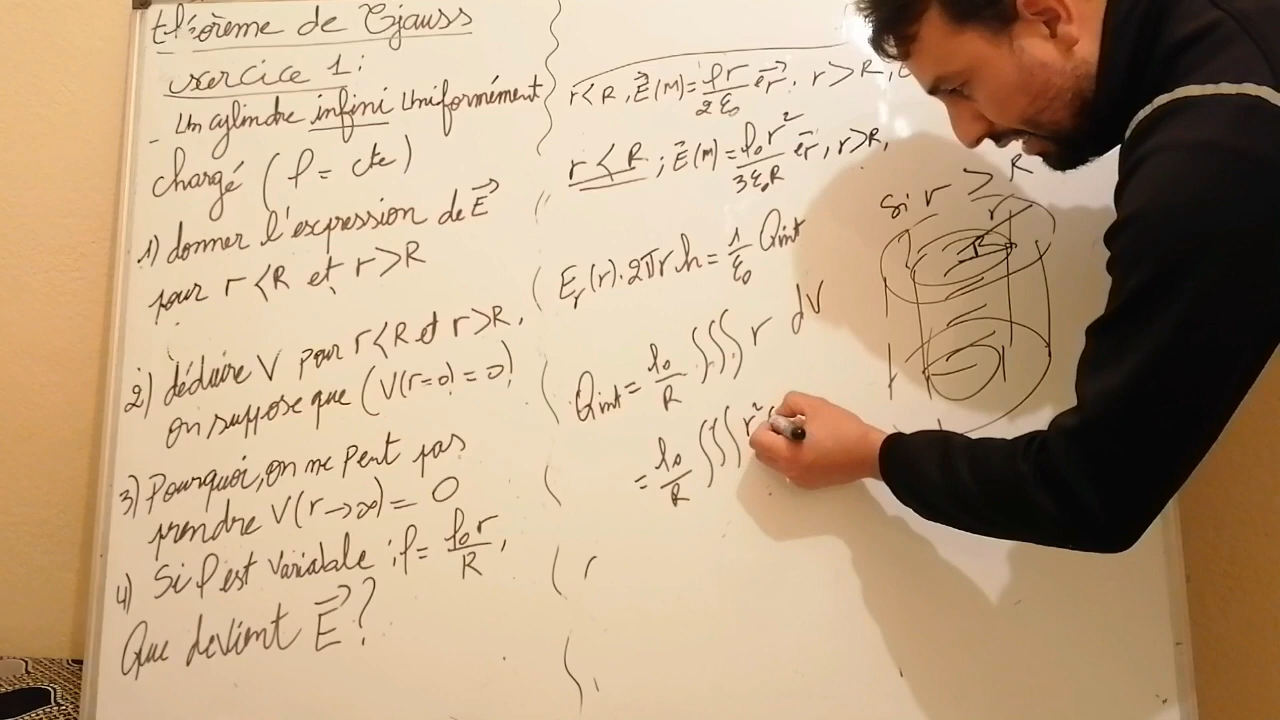 théorème de Gjauss
exercice 1:
- Un cylindre infini Uniformément
chargé (ρ = cte)
1) donner l'expression de E⃗
pour r < R et r > R
2) déduire V pour r < R et r > R,
on suppose que (V(r=0) = 0)
3) Pourquoi, on ne peut pas
prendre V(r→∞) = 0
4) Si ρ est variable ; ρ = ρ₀r/R,
Que devient E⃗ ?
r < R, E⃗(M) = ρr/2ε₀ e⃗r, r > R,
r < R ; E⃗(M) = ρ₀r²/3ε₀R e⃗r, r > R,
Er(r)·2πr·h = 1/ε₀ Qint
Qint = ρ₀/R ∫∫∫ r dV
= ρ₀/R ∫∫∫ r²
r
si r > R
r
R